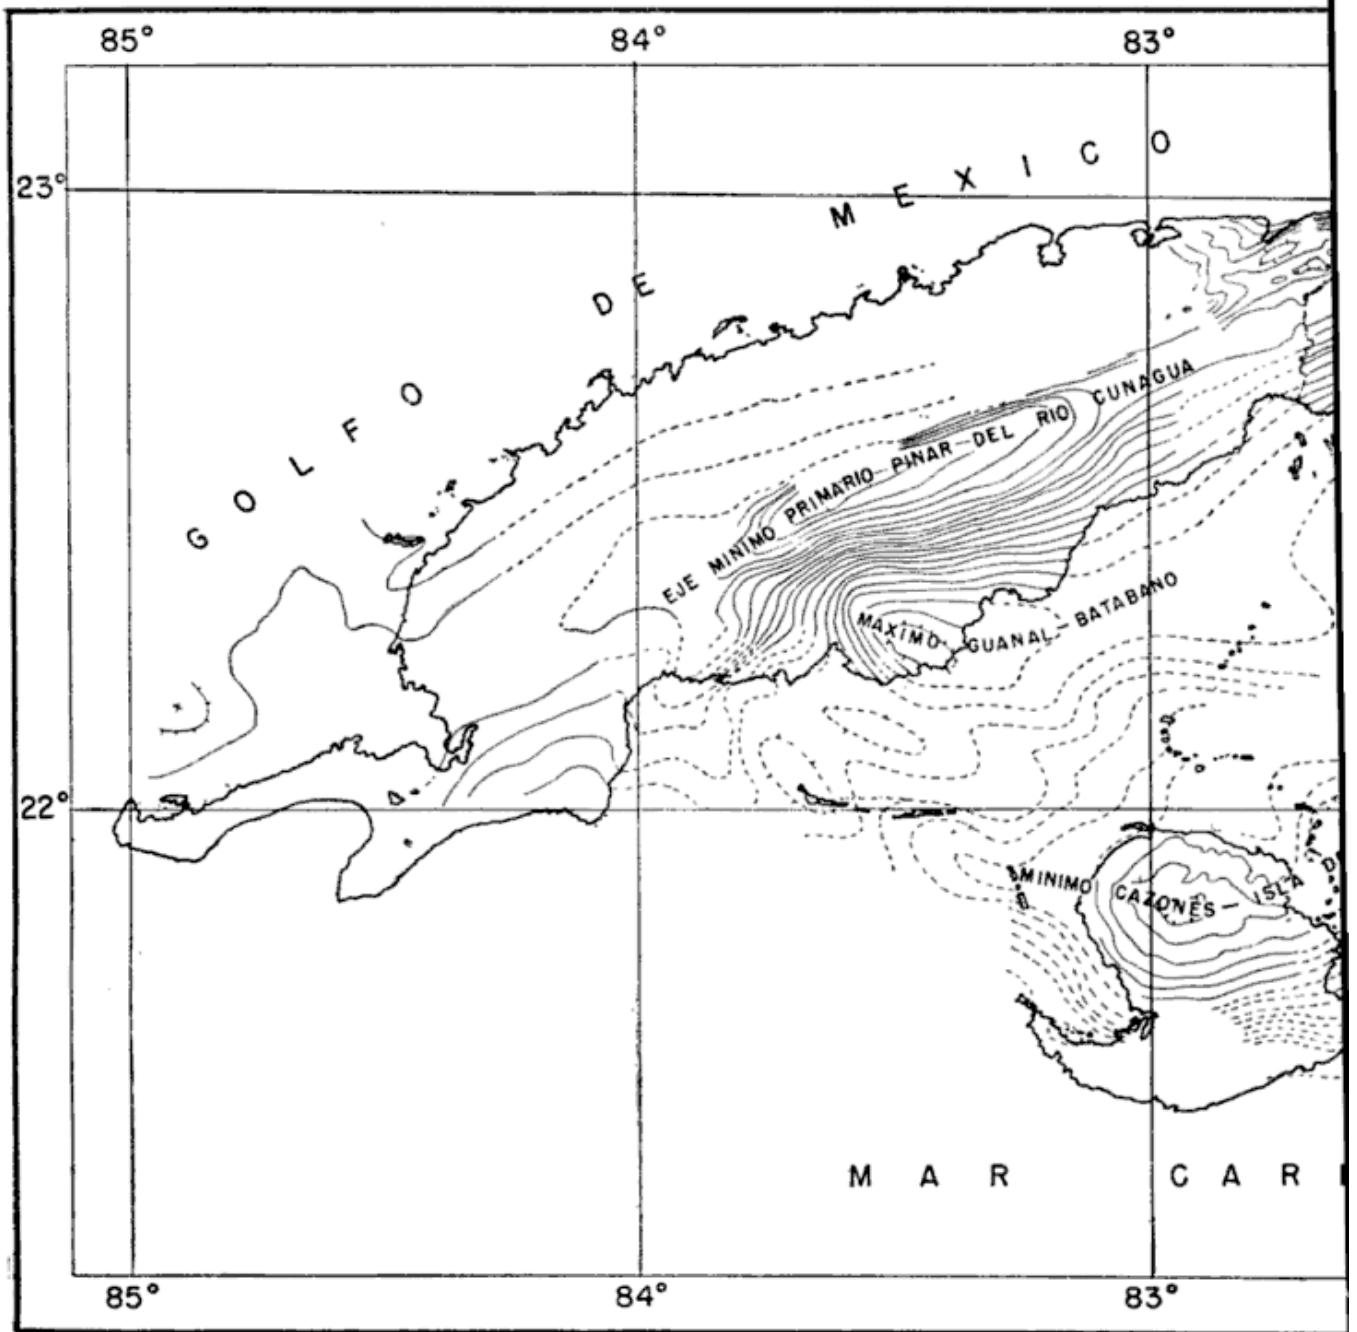 85° 84° 83°
23°
GOLFO DE MEXICO
EJE MINIMO PRIMARIO PINAR-DEL RIO CUNAGUA
MAXIMO GUANAL-BATABANO
22°
MINIMO CAZONES-ISLA D
MAR CARI
85° 84° 83°